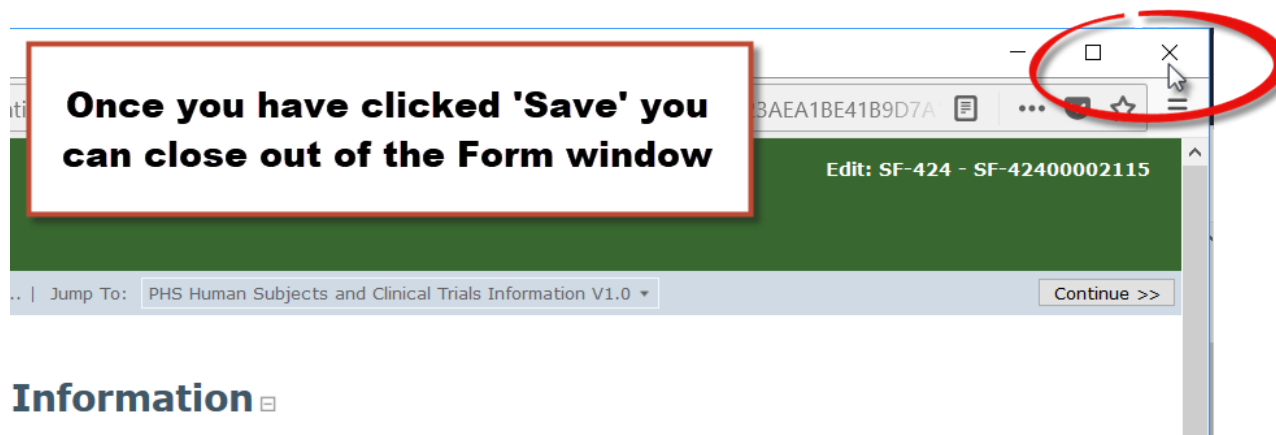 Once you have clicked 'Save' you
can close out of the Form window
Edit: SF-424 - SF-42400002115
.. | Jump To: PHS Human Subjects and Clinical Trials Information V1.0
Continue >>
Information